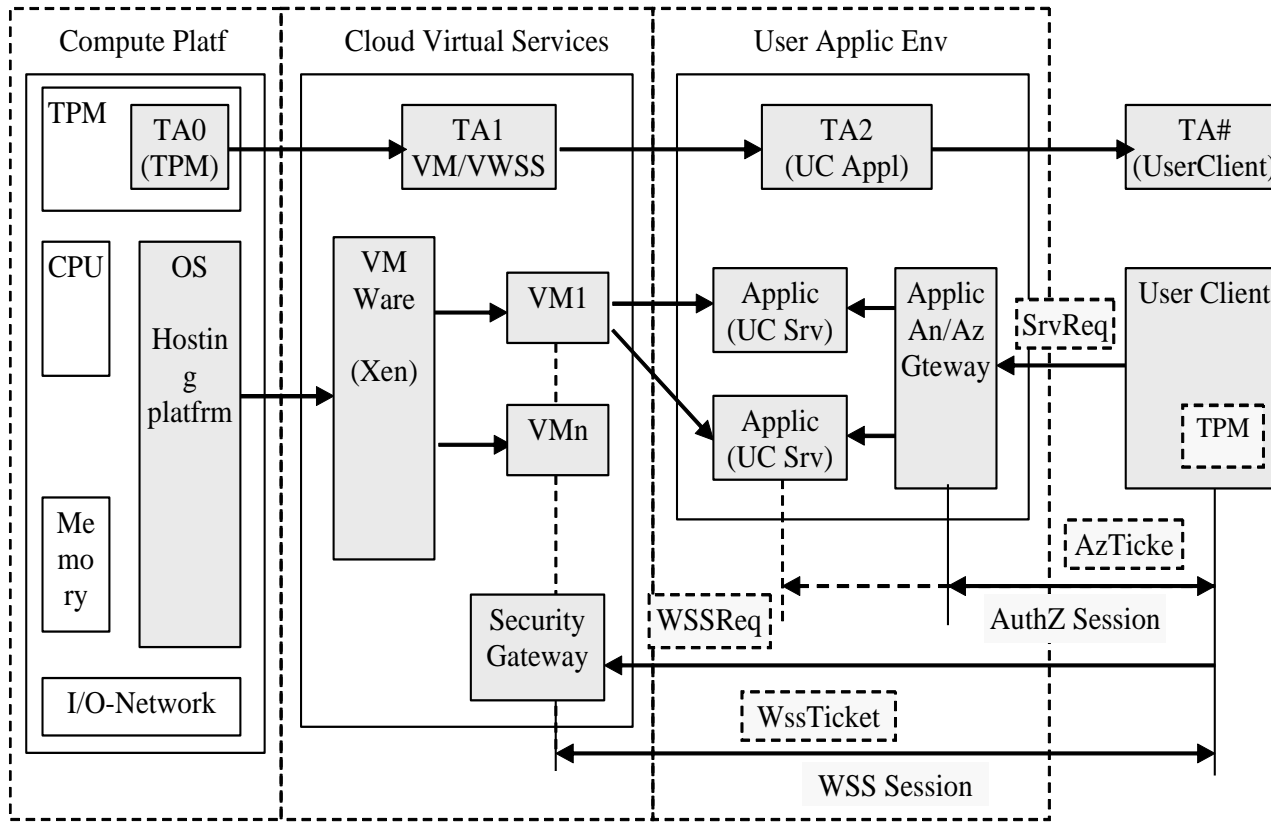 Compute Platf
Cloud Virtual Services
User Applic Env
TPM
TA0
(TPM)
TA1
VM/VWSS
TA2
(UC Appl)
TA#
(UserClient)
CPU
OS
Hostin
g
platfrm
VM
Ware
(Xen)
VM1
VMn
Applic
(UC Srv)
Applic
(UC Srv)
Applic
An/Az
Gteway
SrvReq
User Client
TPM
Me
mo
ry
I/O-Network
Security
Gateway
WSSReq
AzTicke
AuthZ Session
WssTicket
WSS Session